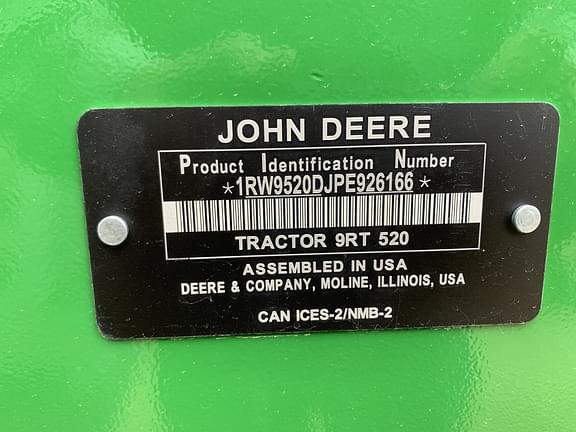 JOHN DEERE
Product Identification Number
*1RW9520DJPE926166*
TRACTOR 9RT 520
ASSEMBLED IN USA
DEERE & COMPANY, MOLINE, ILLINOIS, USA
CAN ICES-2/NMB-2